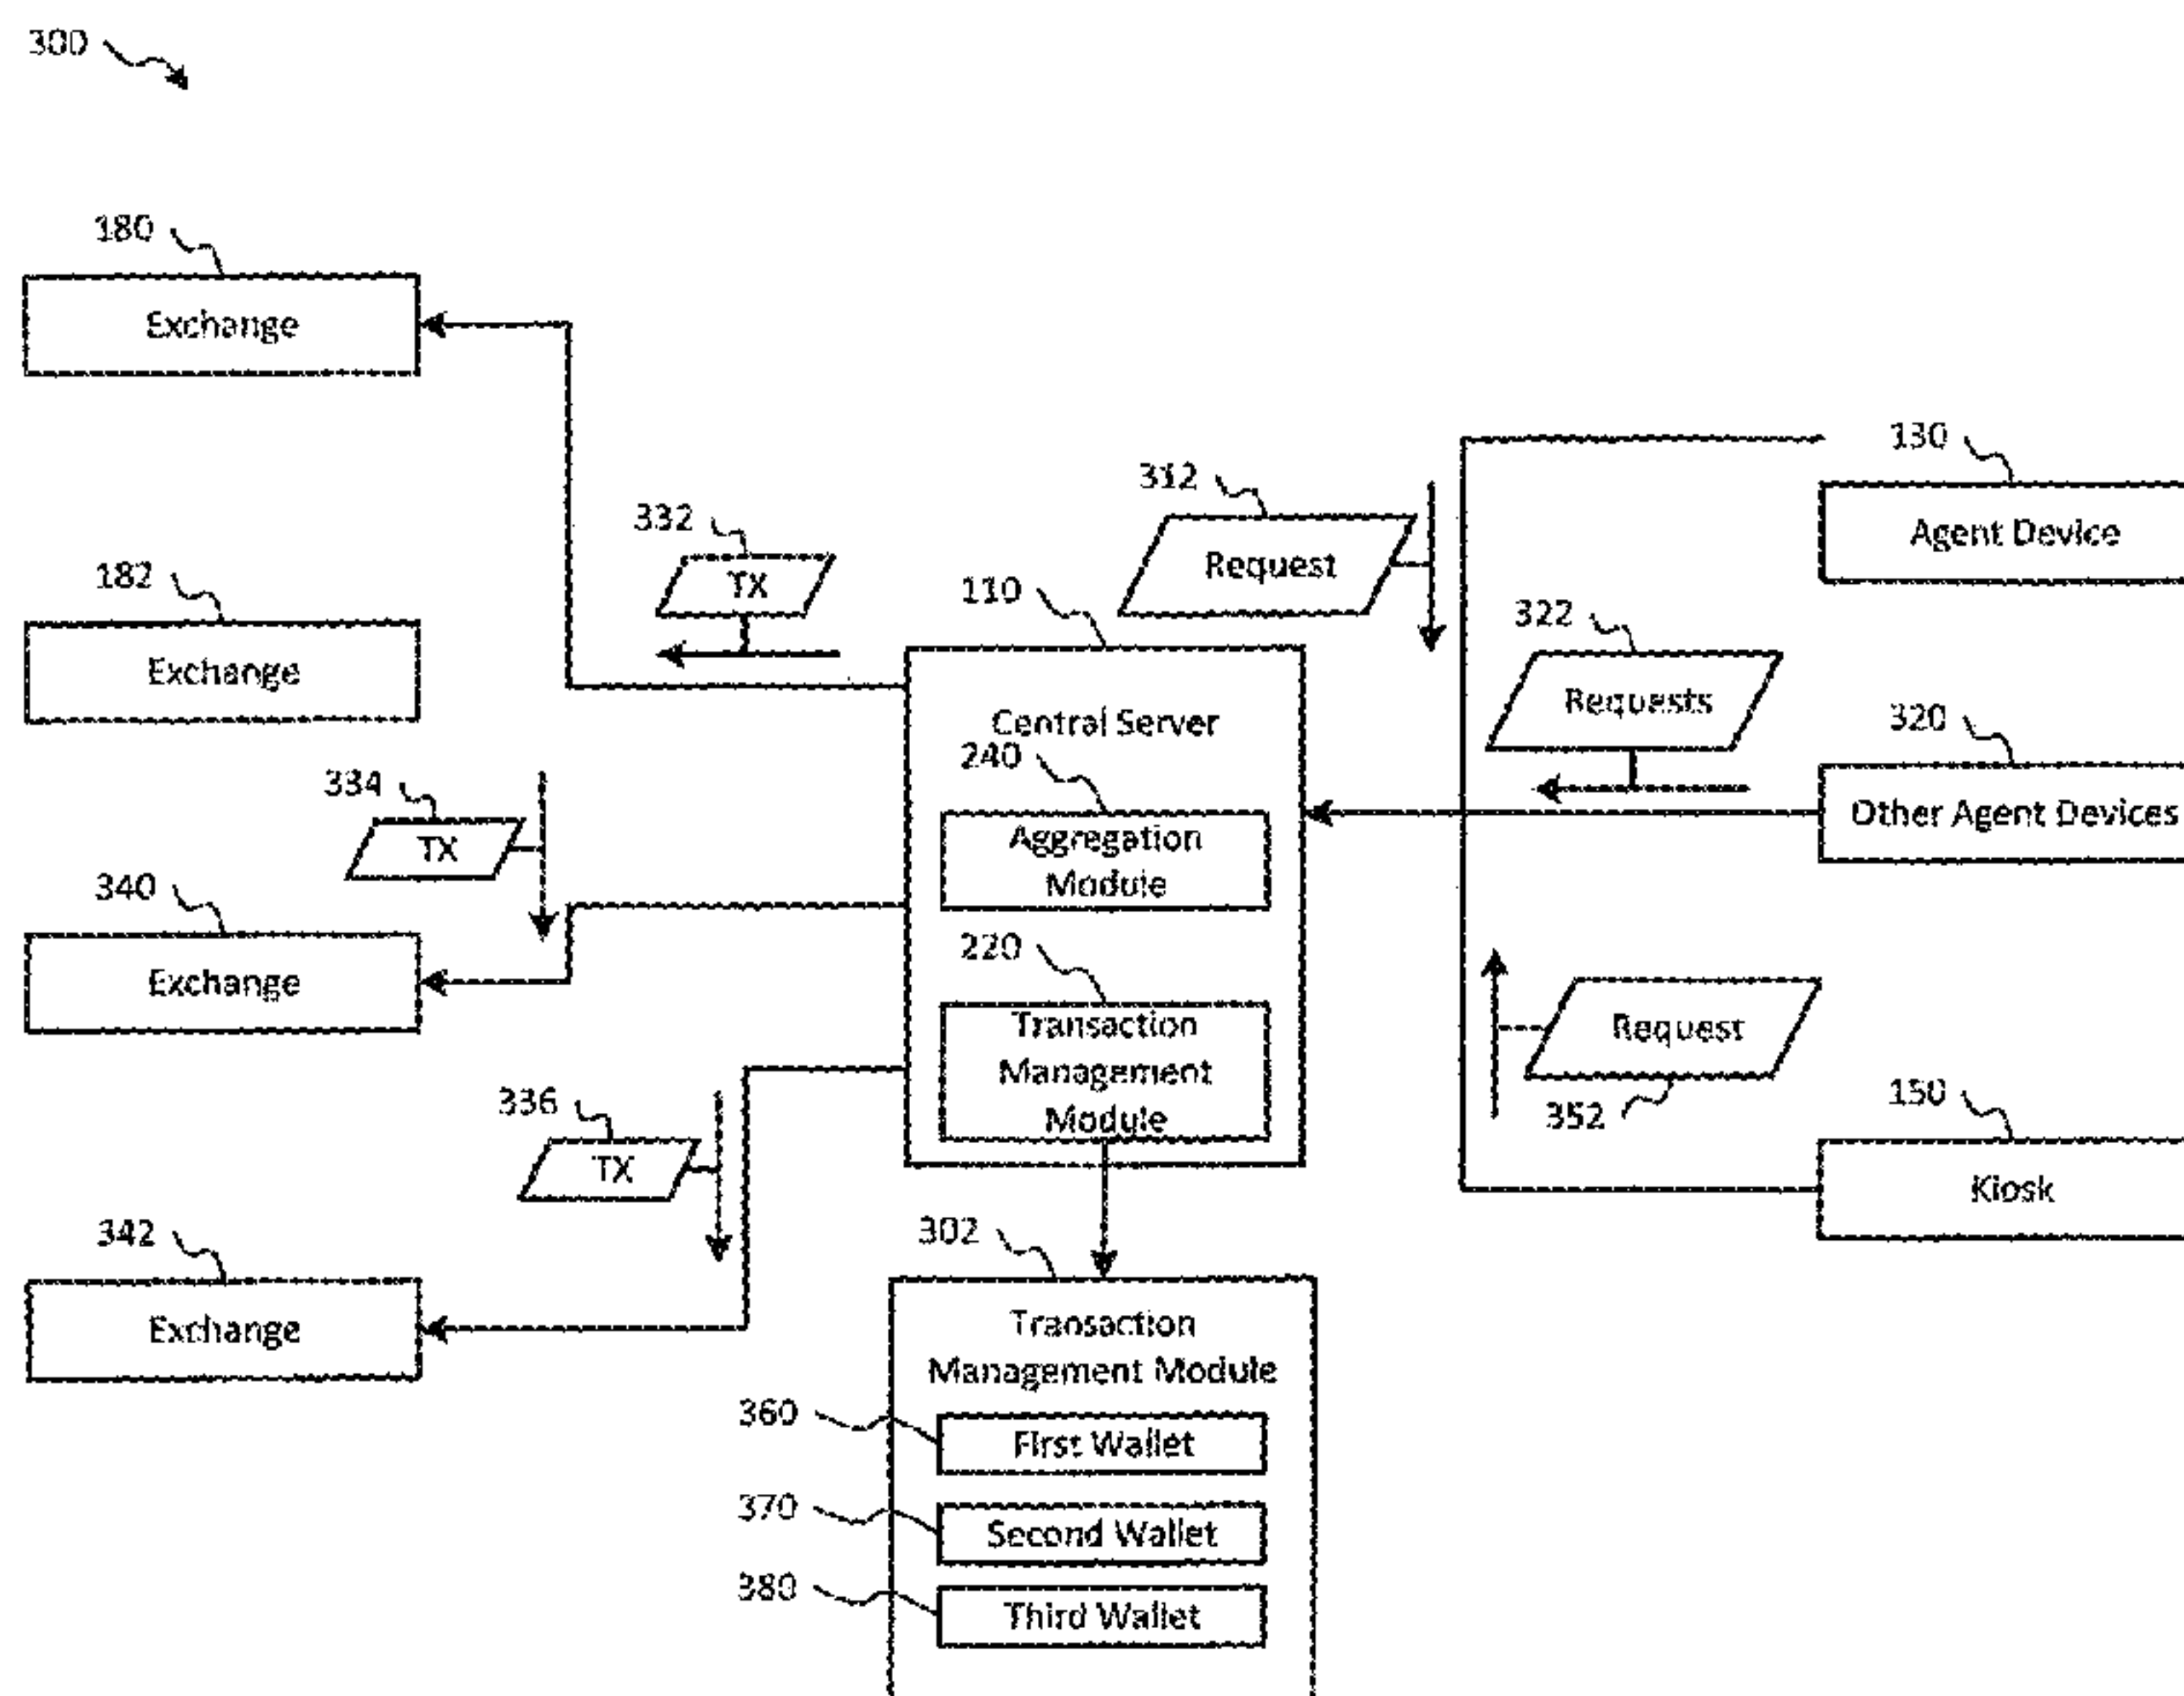 300
180
Exchange
130
312
Agent Device
332
Request
TX
182
110
322
Exchange
Requests
Central Server
320
240
334
Other Agent Devices
TX
Aggregation
Module
340
220
Exchange
Transaction
Request
Management
150
336
352
Module
TX
Kiosk
342
302
Exchange
Transaction
Management Module
360
First Wallet
370
Second Wallet
380
Third Wallet